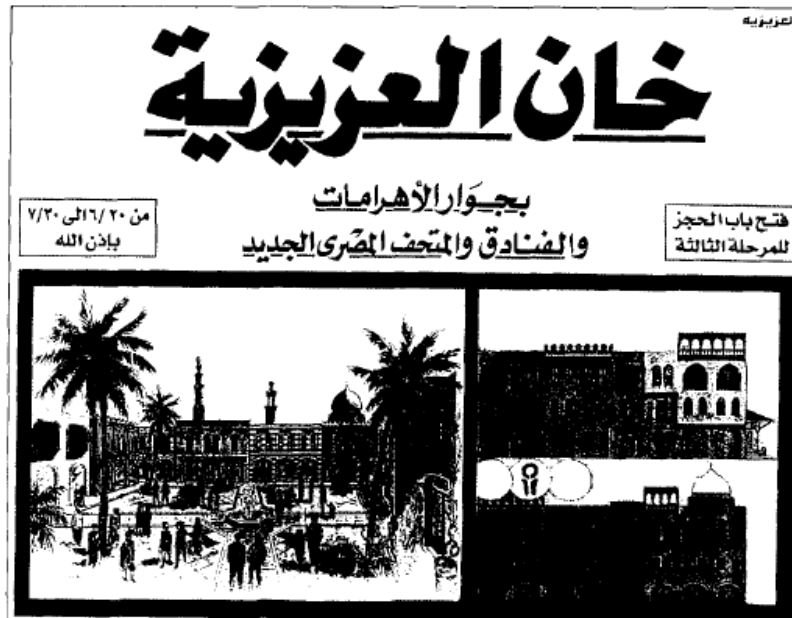 العزيزية
خان العزيزية
بجوار الأهرامات
والفنادق والمتحف المصرى الجديد
فتح باب الحجز
للمرحلة الثالثة
من ٦/٢٠ الى ٧/٣٠
بإذن الله